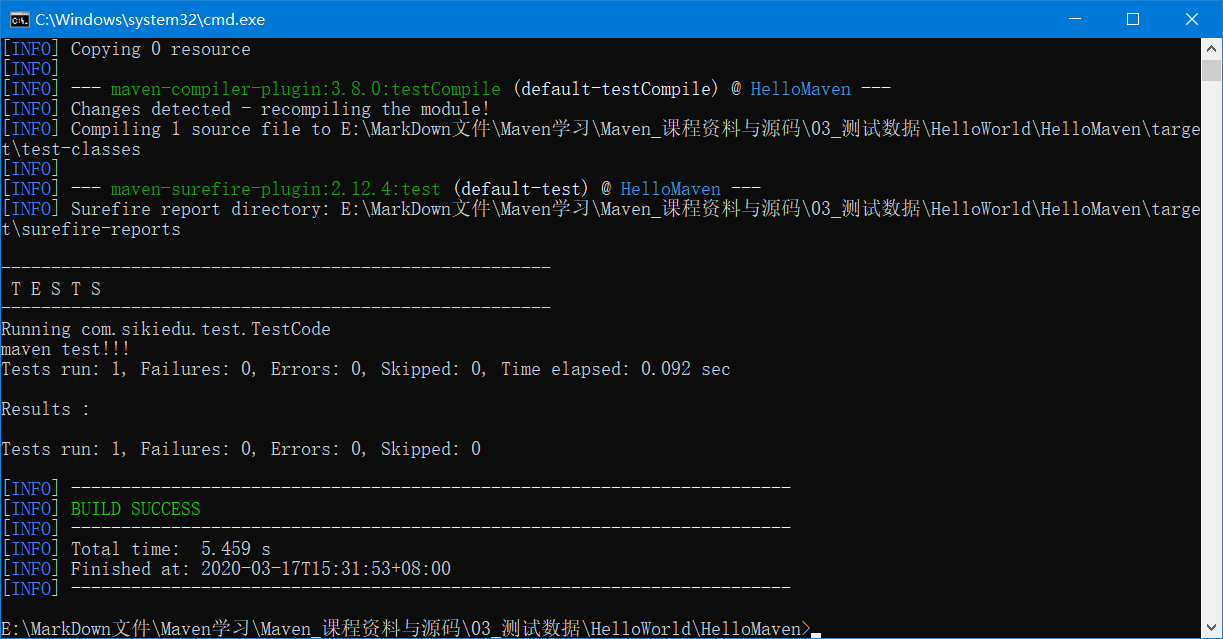 C:\Windows\system32\cmd.exe
[INFO] Copying 0 resource
[INFO]
[INFO] --- maven-compiler-plugin:3.8.0:testCompile (default-testCompile) @ HelloMaven ---
[INFO] Changes detected - recompiling the module!
[INFO] Compiling 1 source file to E:\MarkDown文件\Maven学习\Maven_课程资料与源码\03_测试数据\HelloWorld\HelloMaven\targe
t\test-classes
[INFO]
[INFO] --- maven-surefire-plugin:2.12.4:test (default-test) @ HelloMaven ---
[INFO] Surefire report directory: E:\MarkDown文件\Maven学习\Maven_课程资料与源码\03_测试数据\HelloWorld\HelloMaven\targe
t\surefire-reports
-------------------------------------------------------
T E S T S
-------------------------------------------------------
Running com.sikiedu.test.TestCode
maven test!!!
Tests run: 1, Failures: 0, Errors: 0, Skipped: 0, Time elapsed: 0.092 sec
Results :
Tests run: 1, Failures: 0, Errors: 0, Skipped: 0
[INFO] ------------------------------------------------------------------------
[INFO] BUILD SUCCESS
[INFO] ------------------------------------------------------------------------
[INFO] Total time:  5.459 s
[INFO] Finished at: 2020-03-17T15:31:53+08:00
[INFO] ------------------------------------------------------------------------
E:\MarkDown文件\Maven学习\Maven_课程资料与源码\03_测试数据\HelloWorld\HelloMaven>